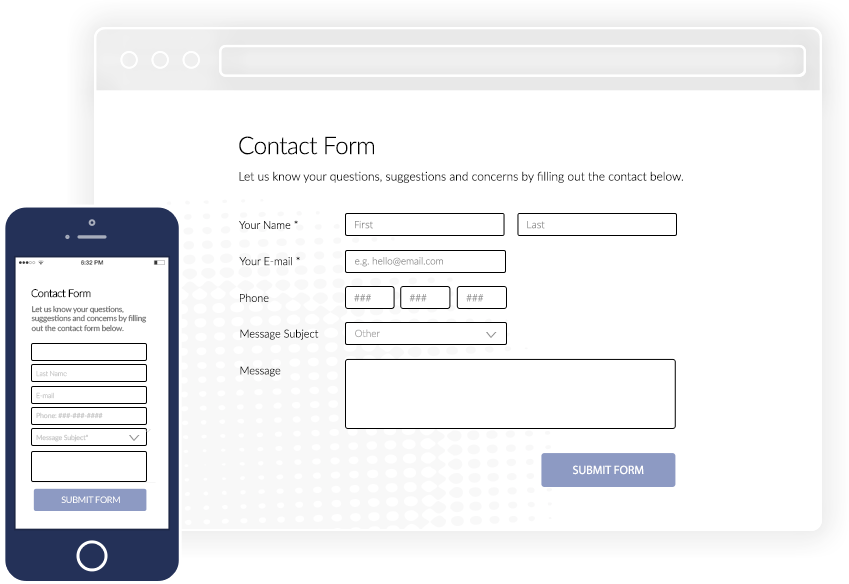 Contact Form
Let us know your questions, suggestions and concerns by filling out the contact below.
Your Name * First Last
Your E-mail * e.g. hello@email.com
Phone ### ### ###
Message Subject Other
Message
SUBMIT FORM
6:32 PM
Contact Form
Let us know your questions,
suggestions and concerns by filling
out the contact form below.
Last Name
E-mail
Phone: ###-###-####
Message Subject*
SUBMIT FORM